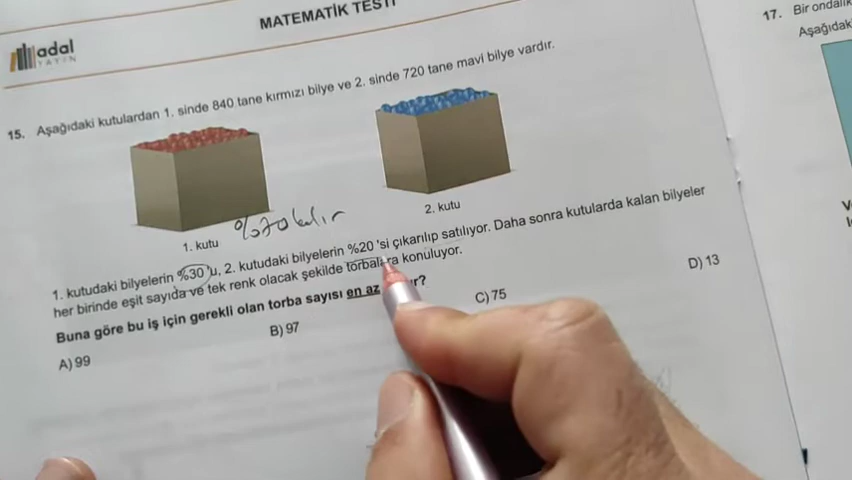 adal
YAYIN
MATEMATİK TESTİ
15. Aşağıdaki kutulardan 1. sinde 840 tane kırmızı bilye ve 2. sinde 720 tane mavi bilye vardır.
1. kutu
%70 kalır
2. kutu
1. kutudaki bilyelerin %30'u, 2. kutudaki bilyelerin %20'si çıkarılıp satılıyor. Daha sonra kutularda kalan bilyeler
her birinde eşit sayıda ve tek renk olacak şekilde torbalara konuluyor.
Buna göre bu iş için gerekli olan torba sayısı en az
A) 99
B) 97
C) 75
D) 13
17. Bir
Aşağıdak